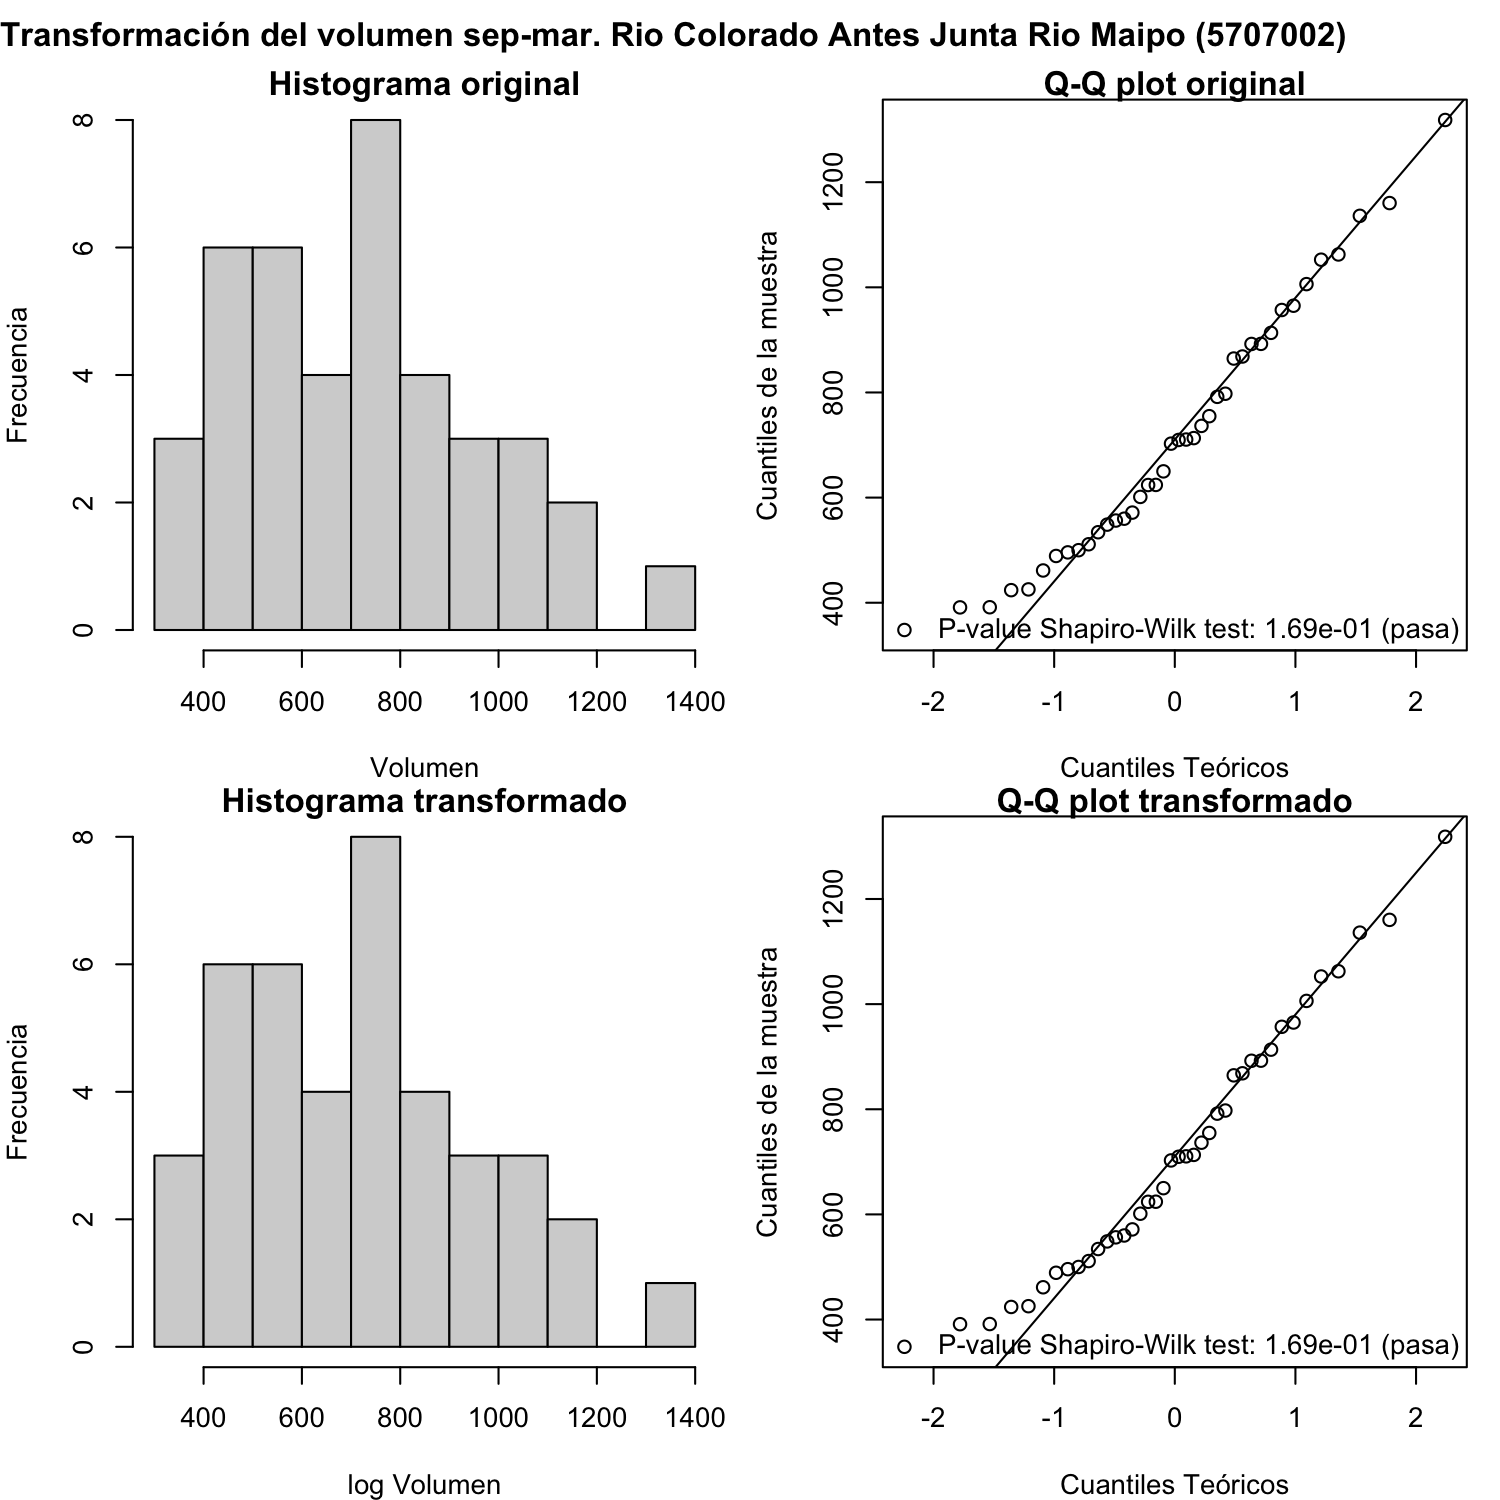 Transformación del volumen sep-mar. Rio Colorado Antes Junta Rio Maipo (5707002)
Histograma original
Frecuencia
0 2 4 6 8
400 600 800 1000 1200 1400
Volumen
Q-Q plot original
Cuantiles de la muestra
400 600 800 1000 1200
P-value Shapiro-Wilk test: 1.69e-01 (pasa)
-2 -1 0 1 2
Cuantiles Teóricos
Histograma transformado
Frecuencia
0 2 4 6 8
400 600 800 1000 1200 1400
log Volumen
Q-Q plot transformado
Cuantiles de la muestra
400 600 800 1000 1200
P-value Shapiro-Wilk test: 1.69e-01 (pasa)
-2 -1 0 1 2
Cuantiles Teóricos